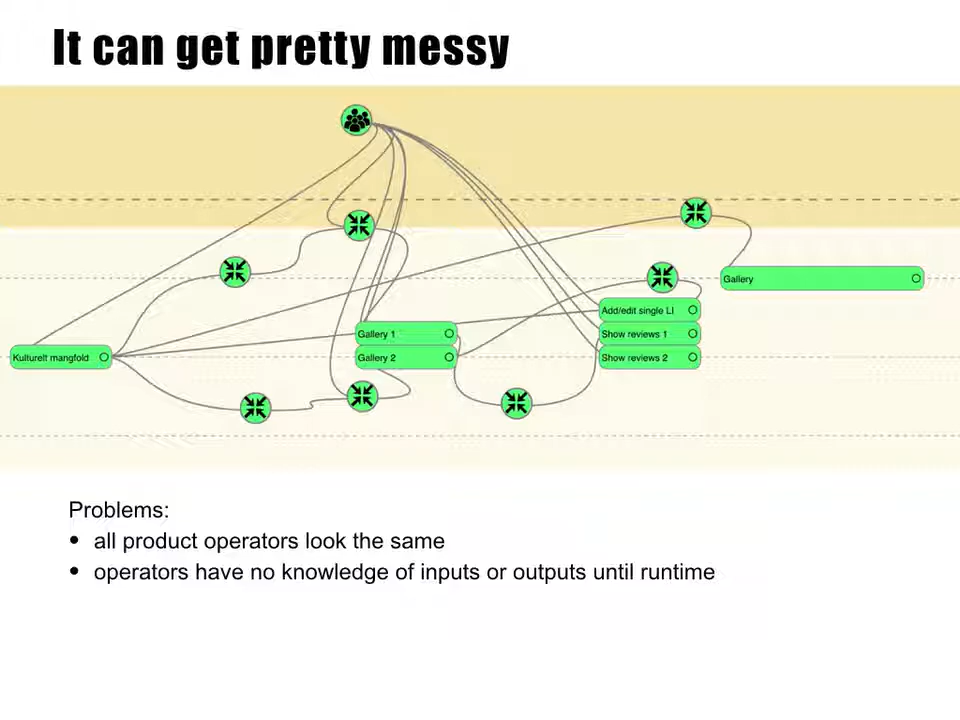 It can get pretty messy
Gallery
Add/edit single LI
Gallery 1
Show reviews 1
Kulturelt mangfold
Gallery 2
Show reviews 2
Problems:
• all product operators look the same
• operators have no knowledge of inputs or outputs until runtime